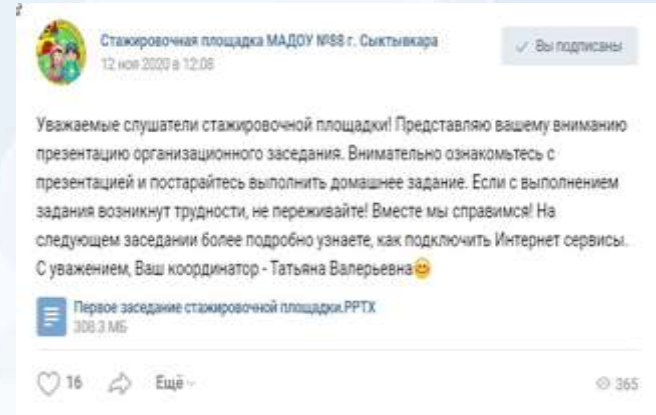 Стажировочная площадка МАДОУ №88 г. Сыктывкара
12 ноя 2020 в 12:08
✓ Вы подписаны
Уважаемые слушатели стажировочной площадки! Представляю вашему вниманию
презентацию организационного заседания. Внимательно ознакомьтесь с
презентацией и постарайтесь выполнить домашнее задание. Если с выполнением
задания возникнут трудности, не переживайте! Вместе мы справимся! На
следующем заседании более подробно узнаете, как подключить Интернет сервисы.
С уважением, Ваш координатор - Татьяна Валерьевна😊
Первое заседание стажировочной площадки.PPTX
308.3 МБ
16 Ещё 365